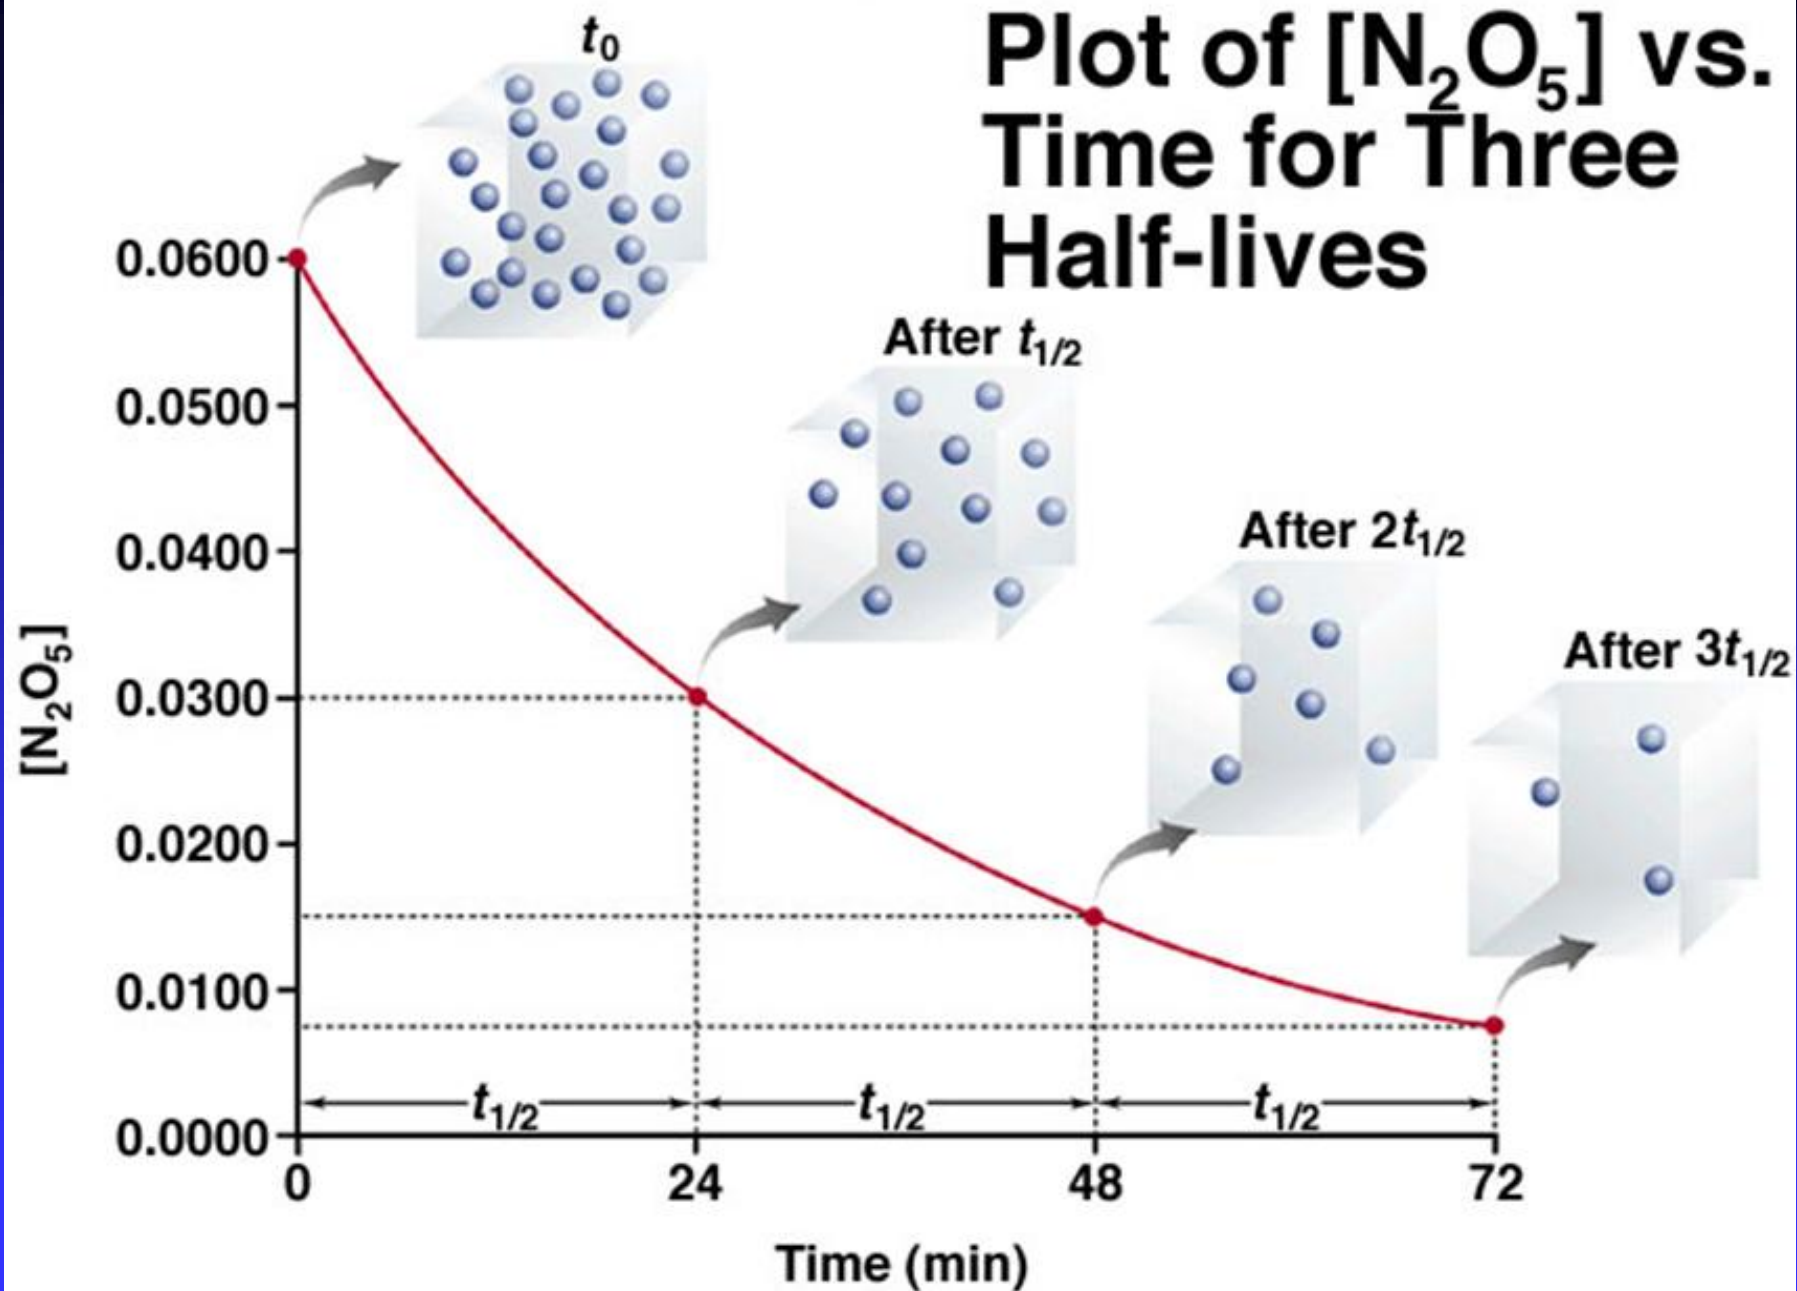 t₀
Plot of [N₂O₅] vs.
Time for Three
Half-lives
0.0600
After t₁/₂
0.0500
After 2t₁/₂
0.0400
After 3t₁/₂
[N₂O₅]
0.0300
0.0200
0.0100
t₁/₂
t₁/₂
t₁/₂
0.0000
0
24
48
72
Time (min)